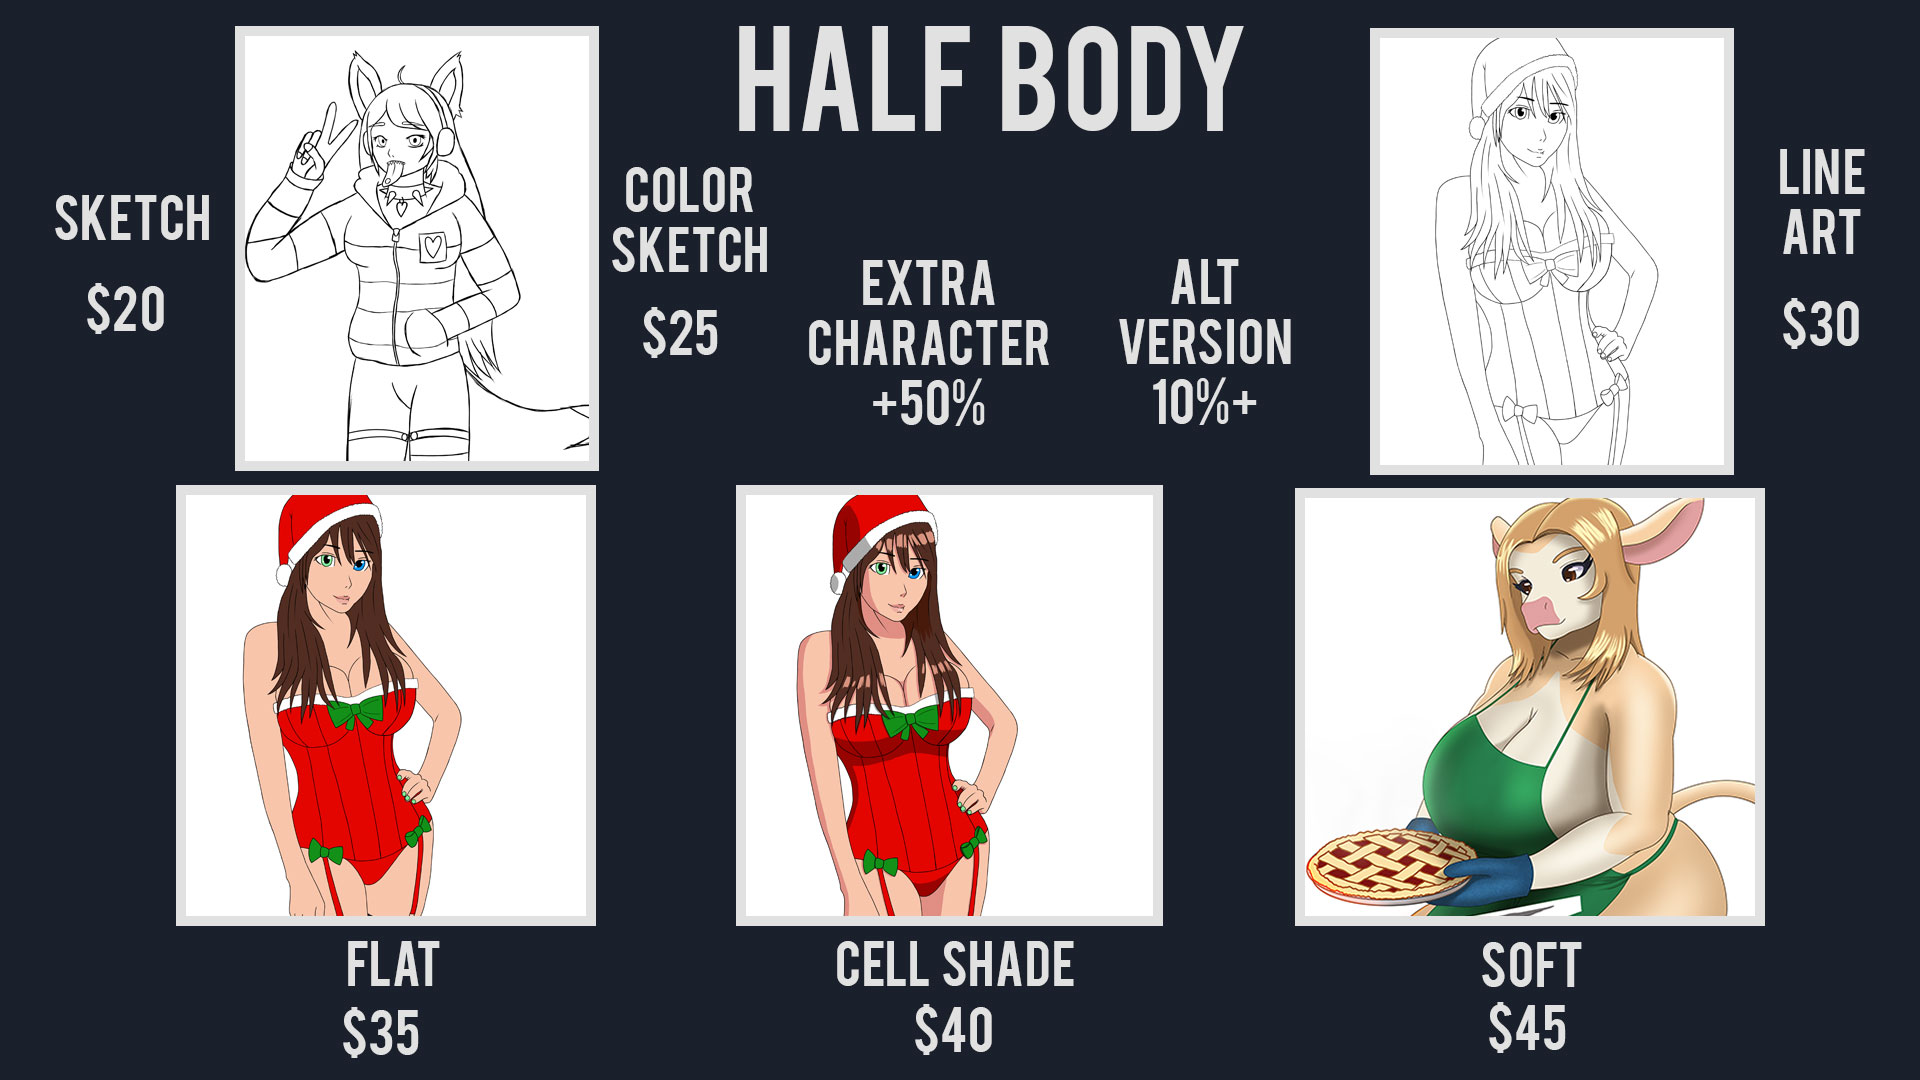 HALF BODY
SKETCH
$20
COLOR
SKETCH
$25
EXTRA
CHARACTER
+50%
ALT
VERSION
10%+
LINE
ART
$30
FLAT
$35
CELL SHADE
$40
SOFT
$45